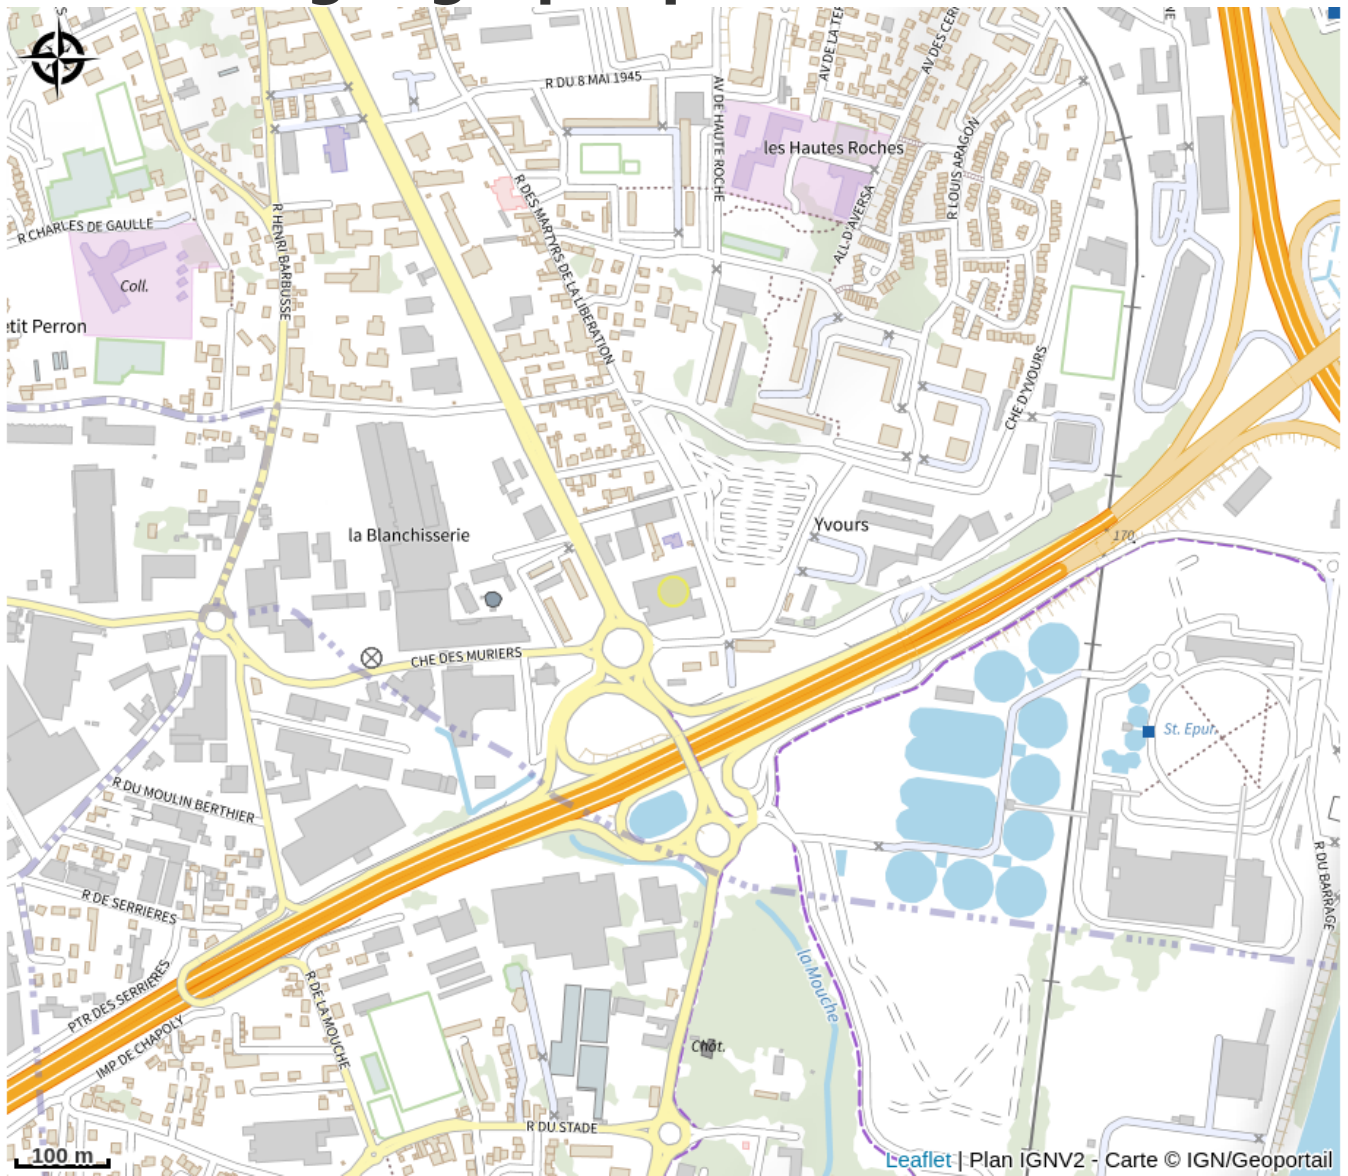 R DU 8 MAI 1945
AV DE LA TER
AV DES CER
AV DE HAUTE ROCHE
les Hautes Roches
R LOUIS ARAGON
R DES MARTYRS DE LA LIBERATION
ALL D'AVERSA
R CHARLES DE GAULLE
R HENRI BARBUSSE
Coll.
etit Perron
CHE D'YVOURS
la Blanchisserie
Yvours
170
CHE DES MURIERS
St. Epur.
R DU MOULIN BERTHIER
R DE SERRIERES
R DU BARRAGE
la Mouche
PTR DES SERRIERES
R DE LA MOUCHE
IMP DE CHAPOLY
Chât.
R DU STADE
100 m
Leaflet | Plan IGNV2 - Carte © IGN/Geoportail